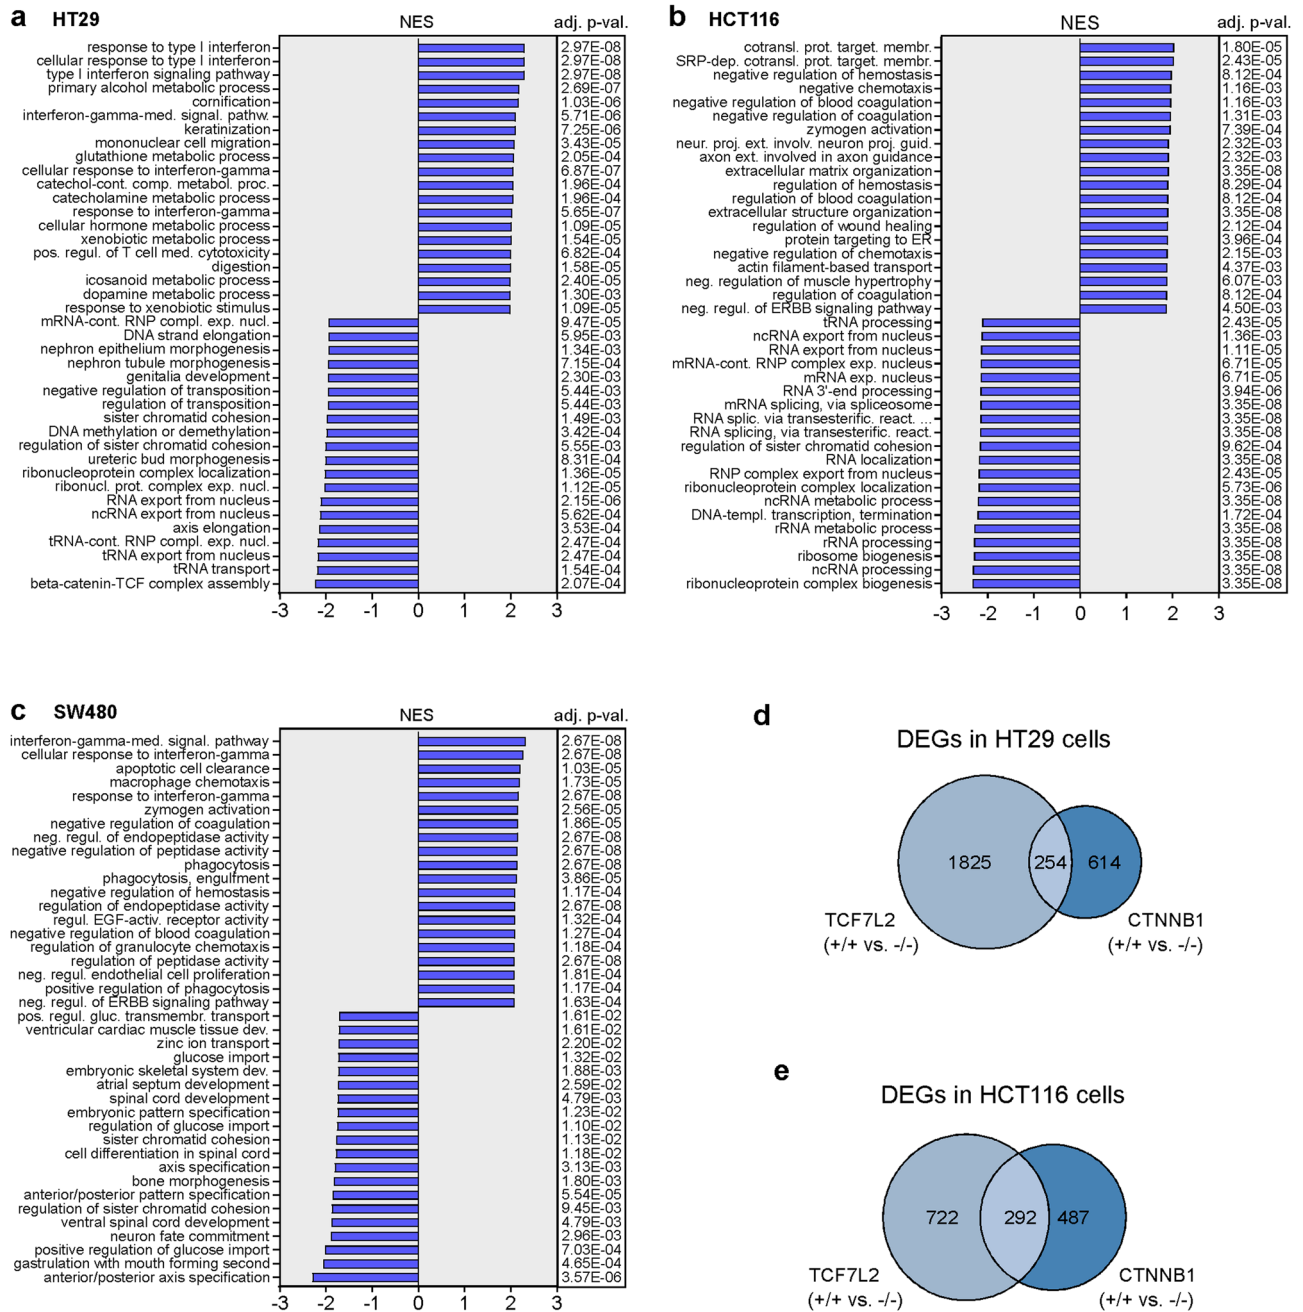 a HT29 NES adj. p-val.
response to type I interferon 2.97E-08
cellular response to type I interferon 2.97E-08
type I interferon signaling pathway 2.97E-08
primary alcohol metabolic process 2.69E-07
cornification 1.03E-06
interferon-gamma-med. signal. pathw. 5.71E-06
keratinization 7.25E-06
mononuclear cell migration 3.43E-05
glutathione metabolic process 2.05E-04
cellular response to interferon-gamma 6.87E-07
catechol-cont. comp. metabol. proc. 1.96E-04
catecholamine metabolic process 1.96E-04
response to interferon-gamma 5.65E-07
cellular hormone metabolic process 1.09E-05
xenobiotic metabolic process 1.54E-05
pos. regul. of T cell med. cytotoxicity 6.82E-04
digestion 1.58E-05
icosanoid metabolic process 2.40E-05
dopamine metabolic process 1.30E-03
response to xenobiotic stimulus 1.09E-05
mRNA-cont. RNP compl. exp. nucl. 9.47E-05
DNA strand elongation 5.95E-03
nephron epithelium morphogenesis 1.34E-03
nephron tubule morphogenesis 7.15E-04
genitalia development 2.30E-03
negative regulation of transposition 5.44E-03
regulation of transposition 5.44E-03
sister chromatid cohesion 1.49E-03
DNA methylation or demethylation 3.42E-04
regulation of sister chromatid cohesion 5.55E-03
ureteric bud morphogenesis 8.31E-04
ribonucleoprotein complex localization 1.36E-05
ribonucl. prot. complex exp. nucl. 1.12E-05
RNA export from nucleus 2.15E-06
ncRNA export from nucleus 5.62E-04
axis elongation 3.53E-04
tRNA-cont. RNP compl. exp. nucl. 2.47E-04
tRNA export from nucleus 2.47E-04
tRNA transport 1.54E-04
beta-catenin-TCF complex assembly 2.07E-04
-3 -2 -1 0 1 2 3
b HCT116 NES adj. p-val.
cotransl. prot. target. membr. 1.80E-05
SRP-dep. cotransl. prot. target. membr. 2.43E-05
negative regulation of hemostasis 8.12E-04
negative chemotaxis 1.16E-03
negative regulation of blood coagulation 1.16E-03
negative regulation of coagulation 1.31E-03
zymogen activation 7.39E-04
neur. proj. ext. involv. neuron proj. guid. 2.32E-03
axon ext. involved in axon guidance 2.32E-03
extracellular matrix organization 3.35E-08
regulation of hemostasis 8.29E-04
regulation of blood coagulation 8.12E-04
extracellular structure organization 3.35E-08
regulation of wound healing 2.12E-04
protein targeting to ER 3.96E-04
negative regulation of chemotaxis 2.15E-03
actin filament-based transport 4.37E-03
neg. regulation of muscle hypertrophy 6.07E-03
regulation of coagulation 8.12E-04
neg. regul. of ERBB signaling pathway 4.50E-03
tRNA processing 2.43E-05
ncRNA export from nucleus 1.36E-03
RNA export from nucleus 1.11E-05
mRNA-cont. RNP complex exp. nucleus 6.71E-05
mRNA exp. nucleus 6.71E-05
RNA 3'-end processing 3.94E-06
mRNA splicing, via spliceosome 3.35E-08
RNA splic. via transesterific. react. ... 3.35E-08
RNA splicing, via transesterific. react. 3.35E-08
regulation of sister chromatid cohesion 9.62E-04
RNA localization 3.35E-08
RNP complex export from nucleus 2.43E-05
ribonucleoprotein complex localization 5.73E-06
ncRNA metabolic process 3.35E-08
DNA-templ. transcription, termination 1.72E-04
rRNA metabolic process 3.35E-08
rRNA processing 3.35E-08
ribosome biogenesis 3.35E-08
ncRNA processing 3.35E-08
ribonucleoprotein complex biogenesis 3.35E-08
-3 -2 -1 0 1 2 3
c SW480 NES adj. p-val.
interferon-gamma-med. signal. pathway 2.67E-08
cellular response to interferon-gamma 2.67E-08
apoptotic cell clearance 1.03E-05
macrophage chemotaxis 1.73E-05
response to interferon-gamma 2.67E-08
zymogen activation 2.56E-05
negative regulation of coagulation 1.86E-05
neg. regul. of endopeptidase activity 2.67E-08
negative regulation of peptidase activity 2.67E-08
phagocytosis 2.67E-08
phagocytosis, engulfment 3.86E-05
negative regulation of hemostasis 1.17E-04
regulation of endopeptidase activity 2.67E-08
regul. EGF-activ. receptor activity 1.32E-04
negative regulation of blood coagulation 1.27E-04
regulation of granulocyte chemotaxis 1.18E-04
regulation of peptidase activity 2.67E-08
neg. regul. endothelial cell proliferation 1.81E-04
positive regulation of phagocytosis 1.17E-04
neg. regul. of ERBB signaling pathway 1.63E-04
pos. regul. gluc. transmembr. transport 1.61E-02
ventricular cardiac muscle tissue dev. 1.61E-02
zinc ion transport 2.20E-02
glucose import 1.32E-02
embryonic skeletal system dev. 1.88E-03
atrial septum development 2.59E-02
spinal cord development 4.79E-03
embryonic pattern specification 1.23E-02
regulation of glucose import 1.10E-02
sister chromatid cohesion 1.13E-02
cell differentiation in spinal cord 1.18E-02
axis specification 3.13E-03
bone morphogenesis 1.80E-03
anterior/posterior pattern specification 5.54E-05
regulation of sister chromatid cohesion 9.45E-03
ventral spinal cord development 4.79E-03
neuron fate commitment 2.96E-03
positive regulation of glucose import 7.03E-04
gastrulation with mouth forming second 4.65E-04
anterior/posterior axis specification 3.57E-06
-3 -2 -1 0 1 2 3
d
DEGs in HT29 cells
1825 254 614
TCF7L2 CTNNB1
(+/+ vs. -/-) (+/+ vs. -/-)
e
DEGs in HCT116 cells
722 292 487
TCF7L2 CTNNB1
(+/+ vs. -/-) (+/+ vs. -/-)